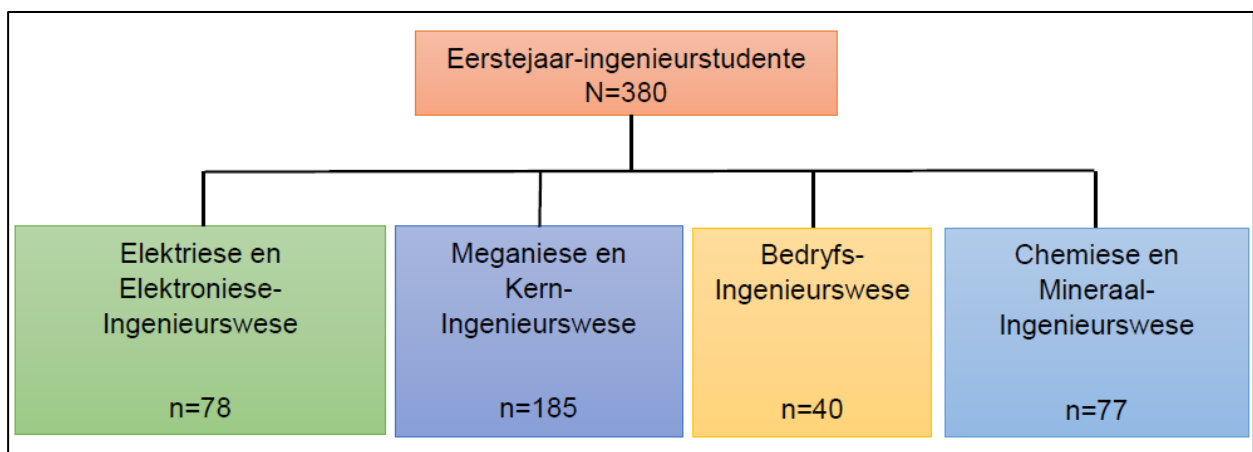 Eerstejaar-ingenieurstudente
N=380
Elektriese en
Elektroniese-
Ingenieurswese
n=78
Meganiese en
Kern-
Ingenieurswese
n=185
Bedryfs-
Ingenieurswese
n=40
Chemiese en
Mineraal-
Ingenieurswese
n=77